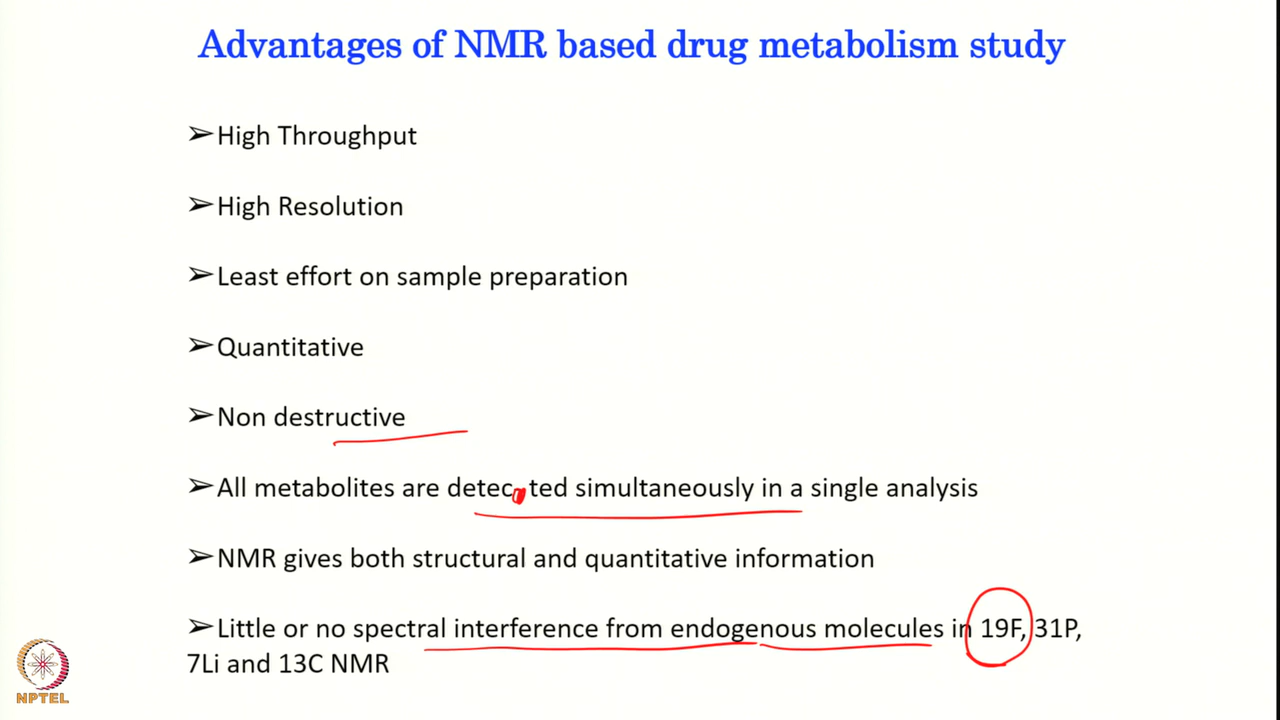 Advantages of NMR based drug metabolism study
➢High Throughput
➢High Resolution
➢Least effort on sample preparation
➢Quantitative
➢Non destructive
➢All metabolites are detec ted simultaneously in a single analysis
➢NMR gives both structural and quantitative information
➢Little or no spectral interference from endogenous molecules in 19F, 31P,
7Li and 13C NMR
NPTEL